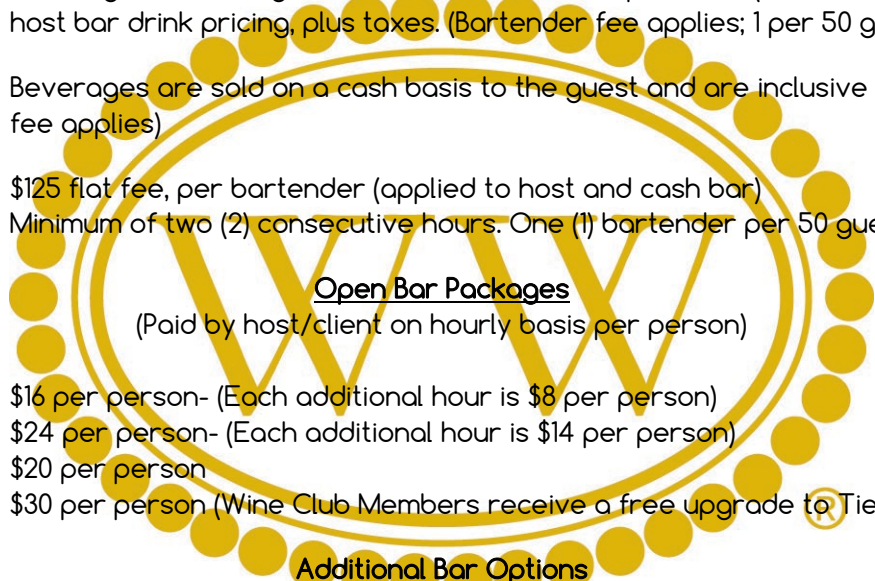 host bar drink pricing, plus taxes. (Bartender fee applies; 1 per 50 g
Beverages are sold on a cash basis to the guest and are inclusive
fee applies)
$125 flat fee, per bartender (applied to host and cash bar)
Minimum of two (2) consecutive hours. One (1) bartender per 50 gue
Open Bar Packages
(Paid by host/client on hourly basis per person)
$16 per person- (Each additional hour is $8 per person)
$24 per person- (Each additional hour is $14 per person)
$20 per person
$30 per person (Wine Club Members receive a free upgrade to Tie
Additional Bar Options
WW
®